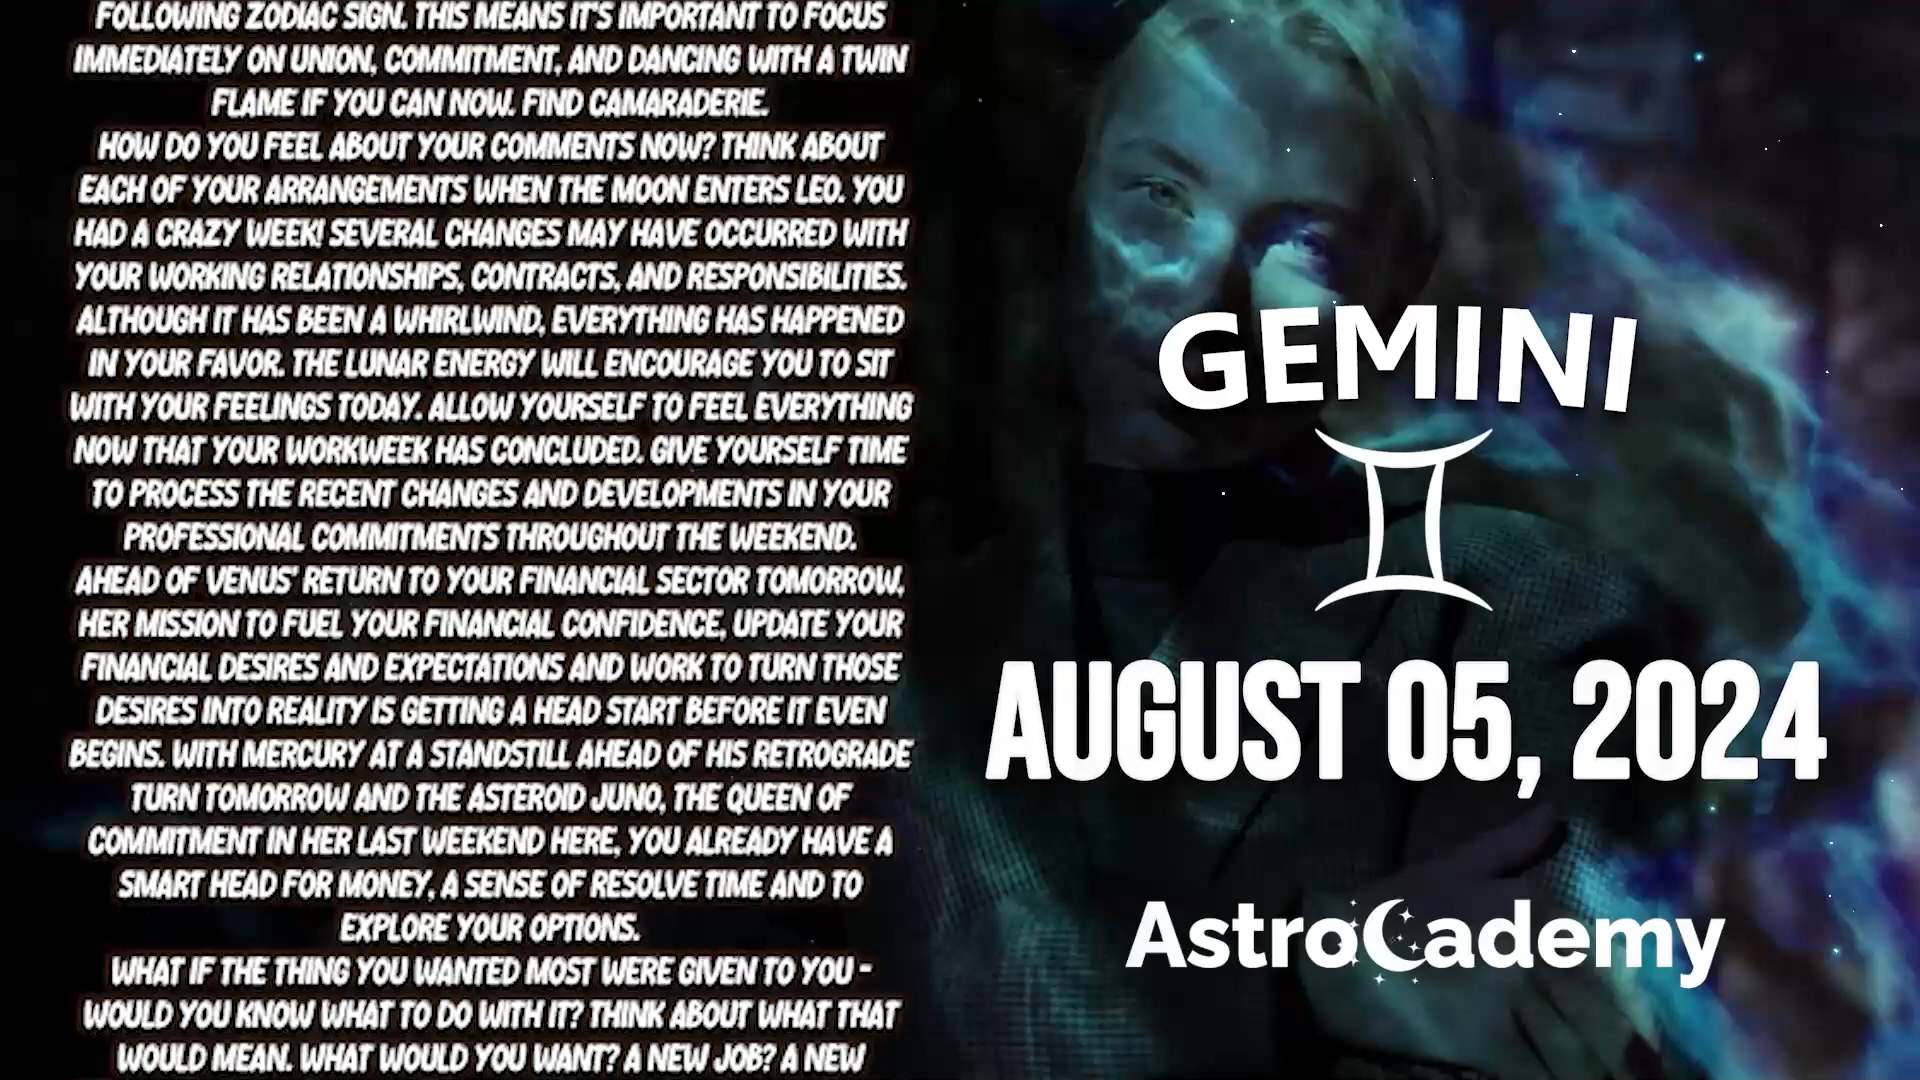 FOLLOWING ZODIAC SIGN. THIS MEANS IT'S IMPORTANT TO FOCUS
IMMEDIATELY ON UNION, COMMITMENT, AND DANCING WITH A TWIN
FLAME IF YOU CAN NOW. FIND CAMARADERIE.
HOW DO YOU FEEL ABOUT YOUR COMMENTS NOW? THINK ABOUT
EACH OF YOUR ARRANGEMENTS WHEN THE MOON ENTERS LEO. YOU
HAD A CRAZY WEEK! SEVERAL CHANGES MAY HAVE OCCURRED WITH
YOUR WORKING RELATIONSHIPS, CONTRACTS, AND RESPONSIBILITIES.
ALTHOUGH IT HAS BEEN A WHIRLWIND, EVERYTHING HAS HAPPENED
IN YOUR FAVOR. THE LUNAR ENERGY WILL ENCOURAGE YOU TO SIT
WITH YOUR FEELINGS TODAY. ALLOW YOURSELF TO FEEL EVERYTHING
NOW THAT YOUR WORKWEEK HAS CONCLUDED. GIVE YOURSELF TIME
TO PROCESS THE RECENT CHANGES AND DEVELOPMENTS IN YOUR
PROFESSIONAL COMMITMENTS THROUGHOUT THE WEEKEND.
AHEAD OF VENUS' RETURN TO YOUR FINANCIAL SECTOR TOMORROW,
HER MISSION TO FUEL YOUR FINANCIAL CONFIDENCE, UPDATE YOUR
FINANCIAL DESIRES AND EXPECTATIONS AND WORK TO TURN THOSE
DESIRES INTO REALITY IS GETTING A HEAD START BEFORE IT EVEN
BEGINS. WITH MERCURY AT A STANDSTILL AHEAD OF HIS RETROGRADE
TURN TOMORROW AND THE ASTEROID JUNO, THE QUEEN OF
COMMITMENT IN HER LAST WEEKEND HERE, YOU ALREADY HAVE A
SMART HEAD FOR MONEY, A SENSE OF RESOLVE TIME AND TO
EXPLORE YOUR OPTIONS.
WHAT IF THE THING YOU WANTED MOST WERE GIVEN TO YOU -
WOULD YOU KNOW WHAT TO DO WITH IT? THINK ABOUT WHAT THAT
WOULD MEAN. WHAT WOULD YOU WANT? A NEW JOB? A NEW
GEMINI
AUGUST 05, 2024
AstroCademy